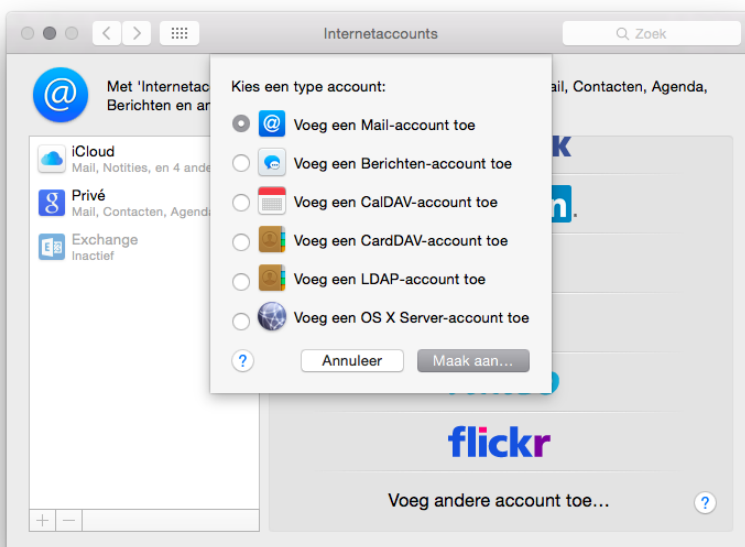 Internetaccounts
Zoek
Met 'Internetac
Berichten en ar
ail, Contacten, Agenda,
Kies een type account:
Voeg een Mail-account toe
Voeg een Berichten-account toe
Voeg een CalDAV-account toe
Voeg een CardDAV-account toe
Voeg een LDAP-account toe
Voeg een OS X Server-account toe
?
Annuleer
Maak aan...
iCloud
Mail, Notities, en 4 ande
Privé
Mail, Contacten, Agend
Exchange
Inactief
k
n.
flickr
Voeg andere account toe...
?